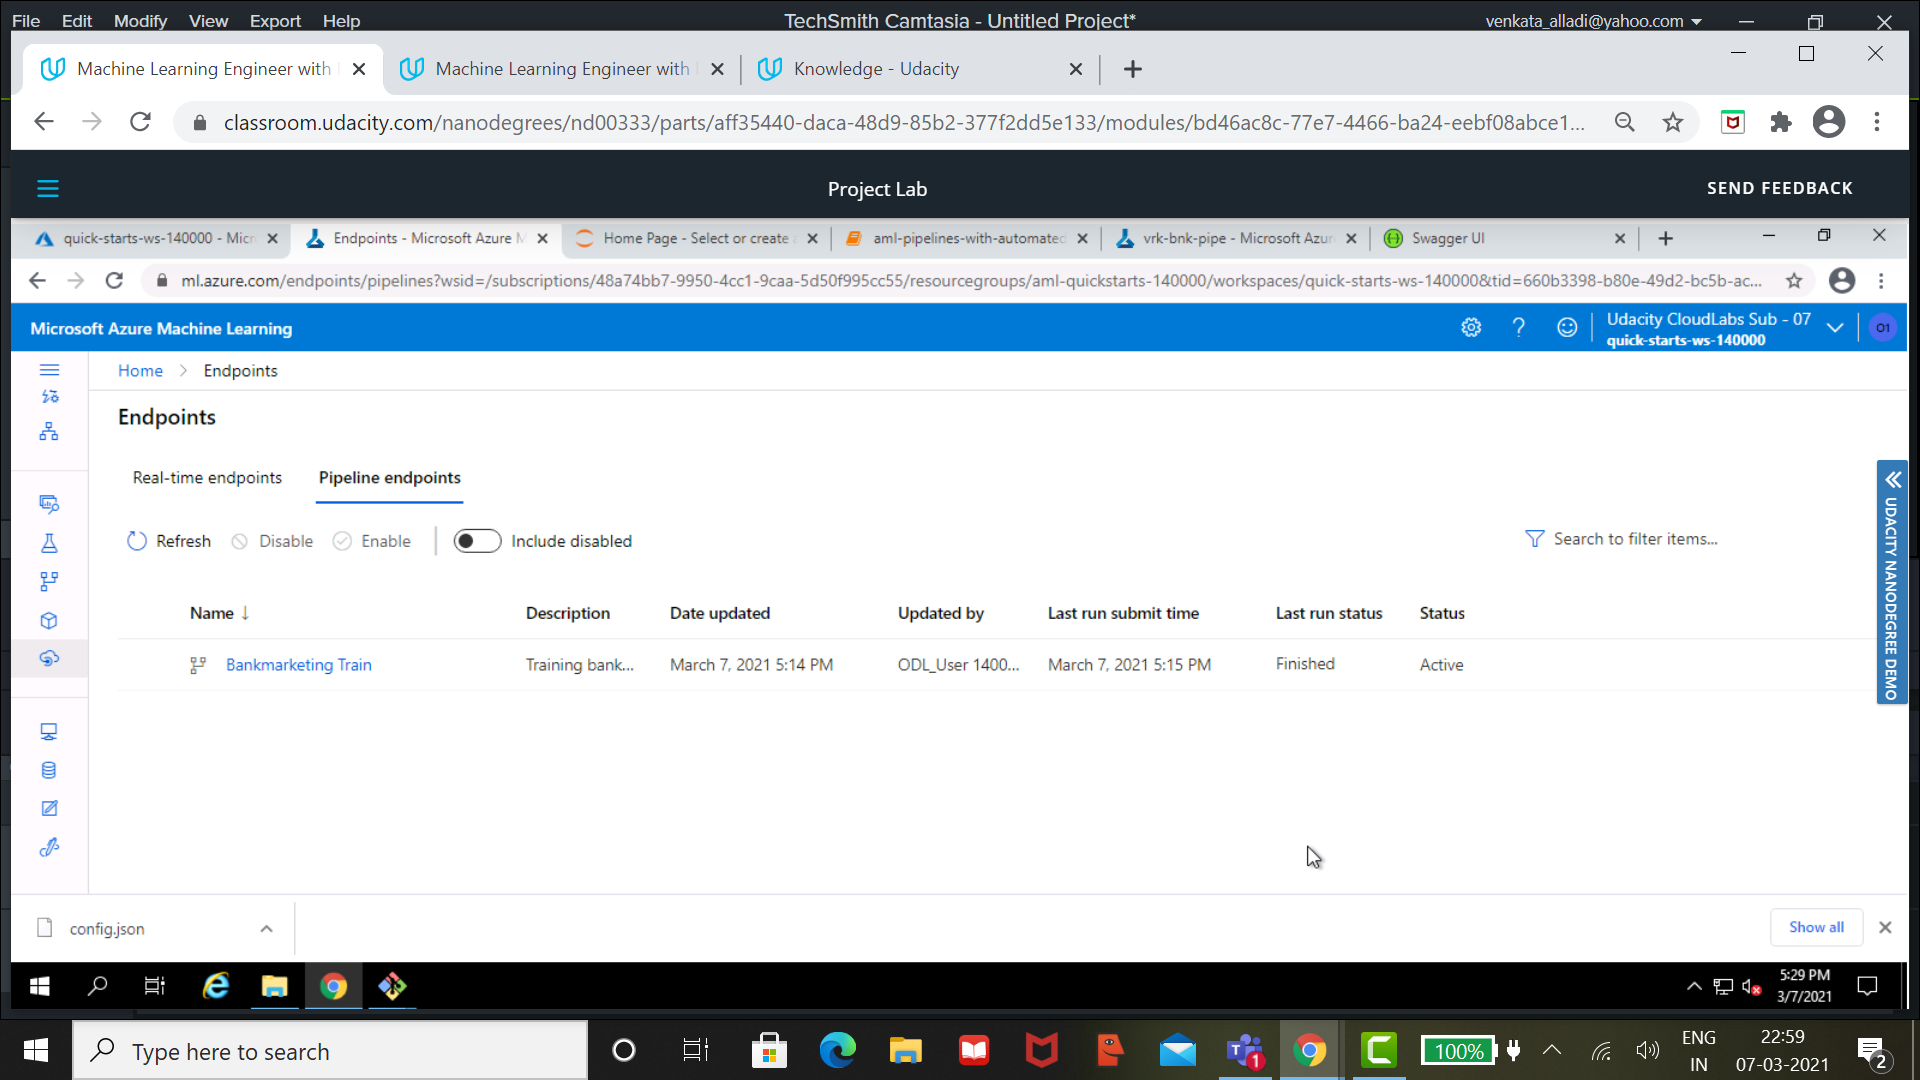 File Edit Modify View Export Help TechSmith Camtasia - Untitled Project* venkata_alladi@yahoo.com
Machine Learning Engineer with Machine Learning Engineer with Knowledge - Udacity
classroom.udacity.com/nanodegrees/nd00333/parts/aff35440-daca-48d9-85b2-377f2dd5e133/modules/bd46ac8c-77e7-4466-ba24-eebf08abce1...
Project Lab SEND FEEDBACK
quick-starts-ws-140000 - Micr Endpoints - Microsoft Azure M Home Page - Select or create aml-pipelines-with-automated vrk-bnk-pipe - Microsoft Azur Swagger UI
ml.azure.com/endpoints/pipelines?wsid=/subscriptions/48a74bb7-9950-4cc1-9caa-5d50f995cc55/resourcegroups/aml-quickstarts-140000/workspaces/quick-starts-ws-140000&tid=660b3398-b80e-49d2-bc5b-ac...
Microsoft Azure Machine Learning
Udacity CloudLabs Sub - 07
quick-starts-ws-140000
O1
Home > Endpoints
Endpoints
Real-time endpoints Pipeline endpoints
Refresh Disable Enable Include disabled Search to filter items...
UDACITY NANODEGREE DEMO
Name ↓ Description Date updated Updated by Last run submit time Last run status Status
Bankmarketing Train Training bank... March 7, 2021 5:14 PM ODL_User 1400... March 7, 2021 5:15 PM Finished Active
config.json Show all
5:29 PM
3/7/2021
Type here to search
1
100%
ENG
IN
22:59
07-03-2021
2